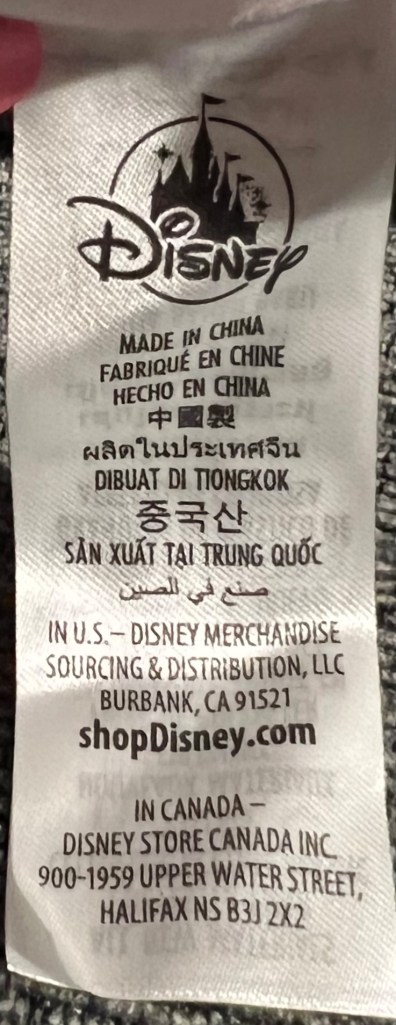 Disney
MADE IN CHINA
FABRIQUÉ EN CHINE
HECHO EN CHINA
中國製
ผลิตในประเทศจีน
DIBUAT DI TIONGKOK
중국산
SẢN XUẤT TẠI TRUNG QUỐC
صنع في للصين
IN U.S.– DISNEY MERCHANDISE
SOURCING & DISTRIBUTION, LLC
BURBANK, CA 91521
shopDisney.com
IN CANADA –
DISNEY STORE CANADA INC.
900-1959 UPPER WATER STREET,
HALIFAX NS B3J 2X2